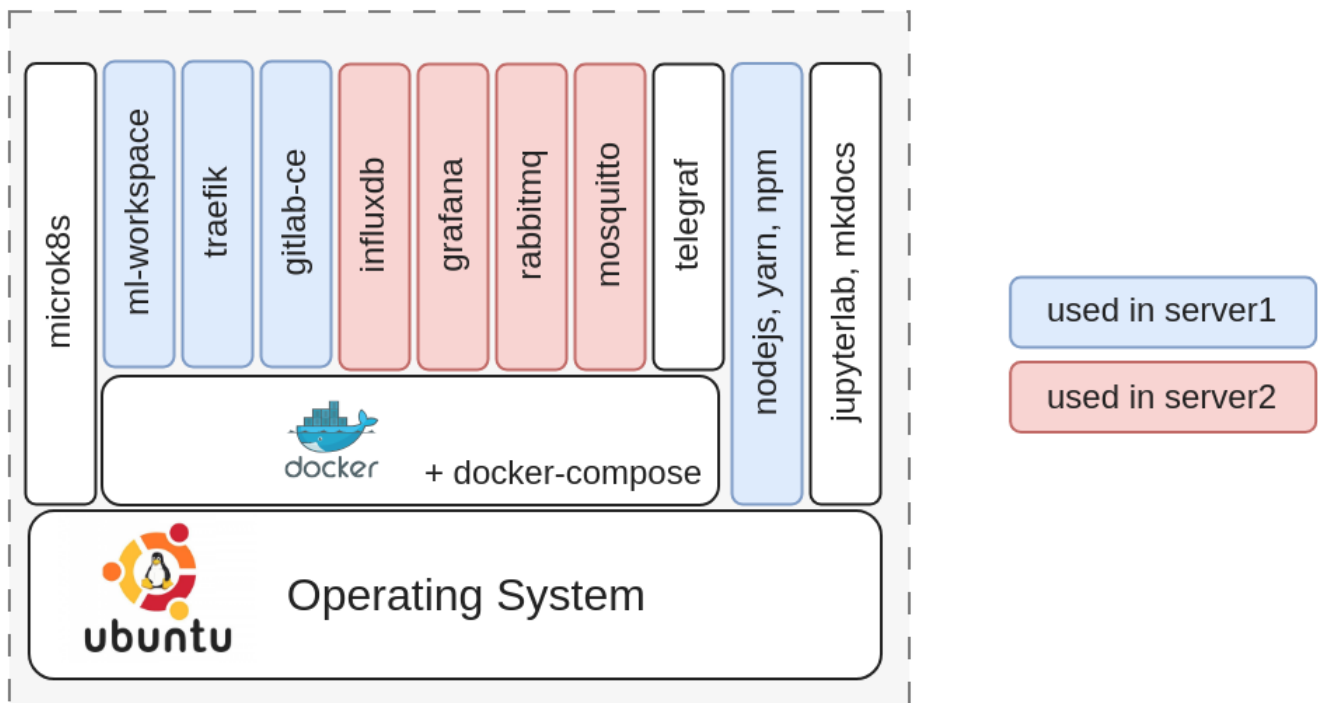 microk8s
ml-workspace
traefik
gitlab-ce
influxdb
grafana
rabbitmq
mosquitto
telegraf
nodejs, yarn, npm
jupyterlab, mkdocs
docker
+ docker-compose
ubuntu
Operating System
used in server1
used in server2